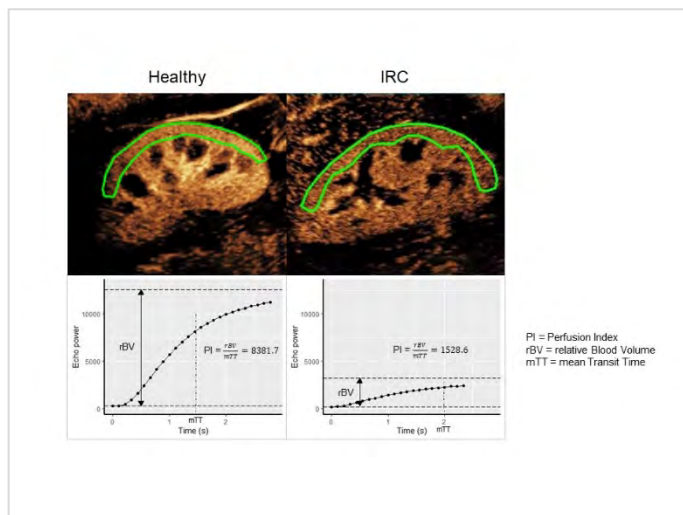 Healthy
IRC
Echo power
10000
5000
0
rBV
PI = rBV/mTT = 8381.7
mTT
0
1
2
Time (s)
Echo power
10000
5000
0
rBV
PI = rBV/mTT = 1528.6
mTT
0
1
2
Time (s)
PI = Perfusion Index
rBV = relative Blood Volume
mTT = mean Transit Time